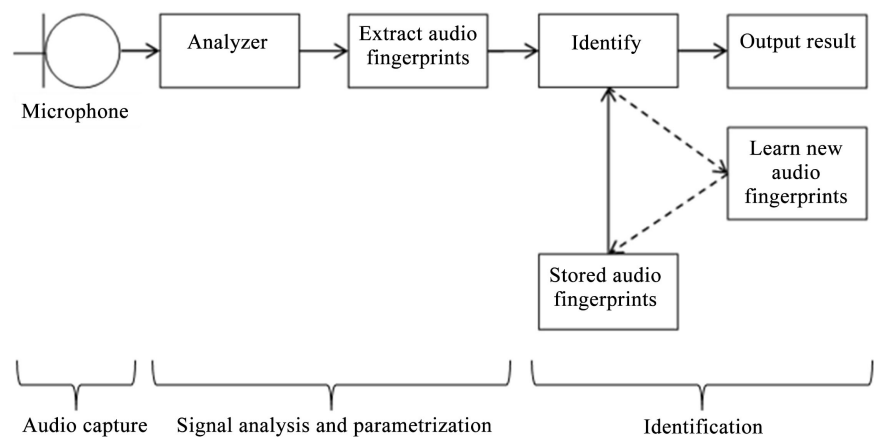 Microphone
Analyzer
Extract audio
fingerprints
Identify
Output result
Learn new
audio
fingerprints
Stored audio
fingerprints
Audio capture
Signal analysis and parametrization
Identification